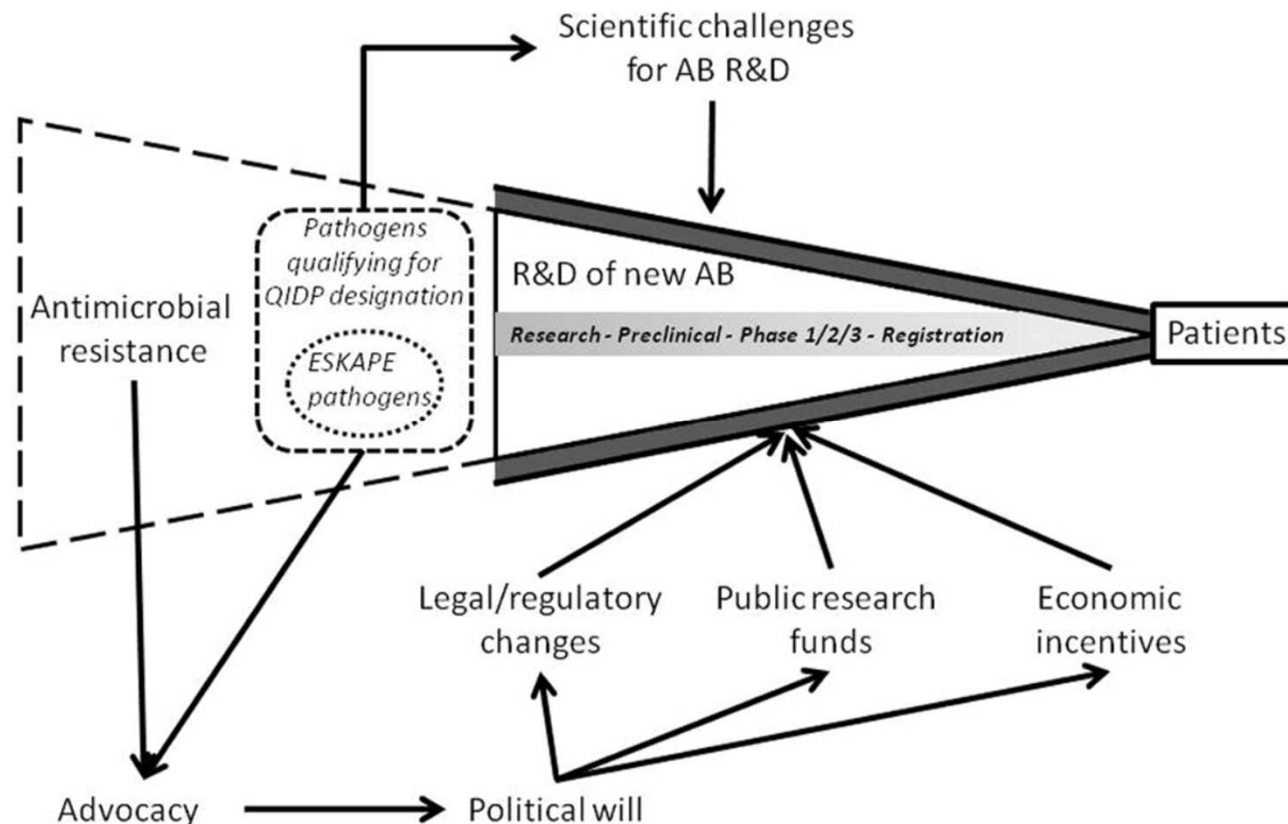 Scientific challenges
for AB R&D
Pathogens
qualifying for
QIDP designation
ESKAPE
pathogens
Antimicrobial
resistance
R&D of new AB
Research - Preclinical - Phase 1/2/3 - Registration
Patients
Legal/regulatory
changes
Public research
funds
Economic
incentives
Advocacy
Political will